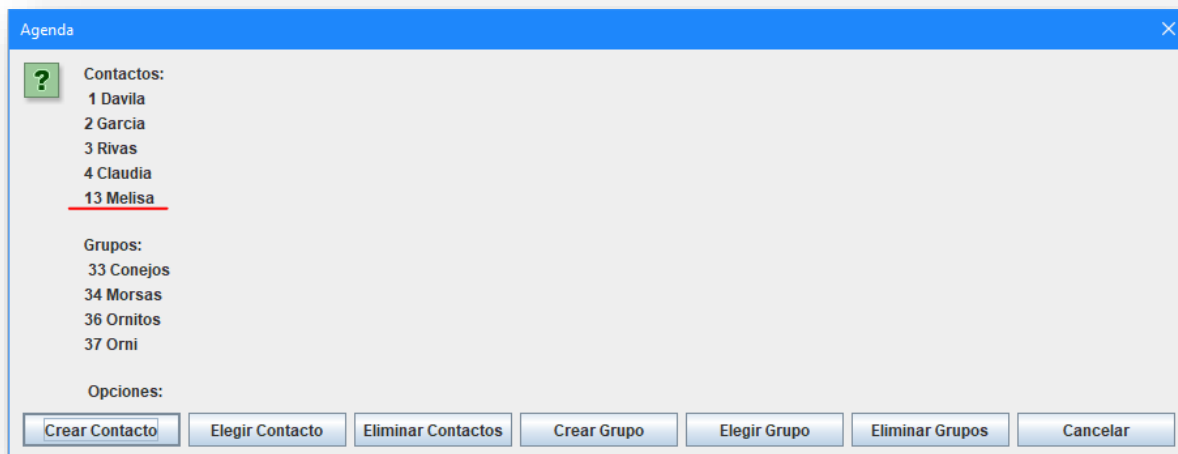 Agenda
?
Contactos:
1 Davila
2 Garcia
3 Rivas
4 Claudia
13 Melisa
Grupos:
33 Conejos
34 Morsas
36 Ornitos
37 Orni
Opciones:
Crear Contacto Elegir Contacto Eliminar Contactos Crear Grupo Elegir Grupo Eliminar Grupos Cancelar